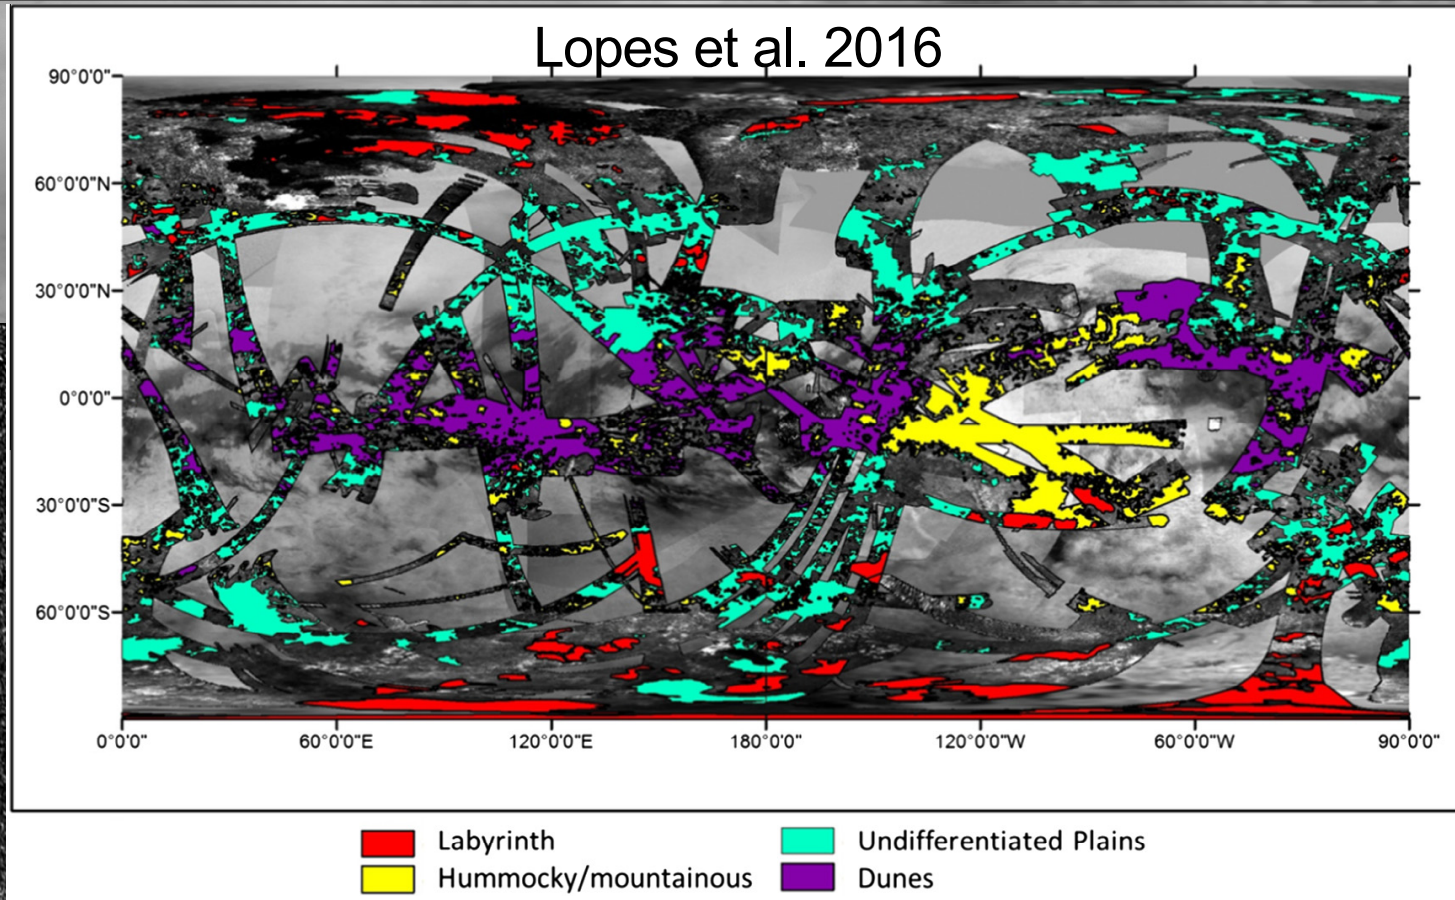 Lopes et al. 2016
90°0'0"
60°0'0"N
30°0'0"N
0°0'0"
30°0'0"S
60°0'0"S
0°0'0" 60°0'0"E 120°0'0"E 180°0'0" 120°0'0"W 60°0'0"W 90°0'0"
Labyrinth Undifferentiated Plains
Hummocky/mountainous Dunes